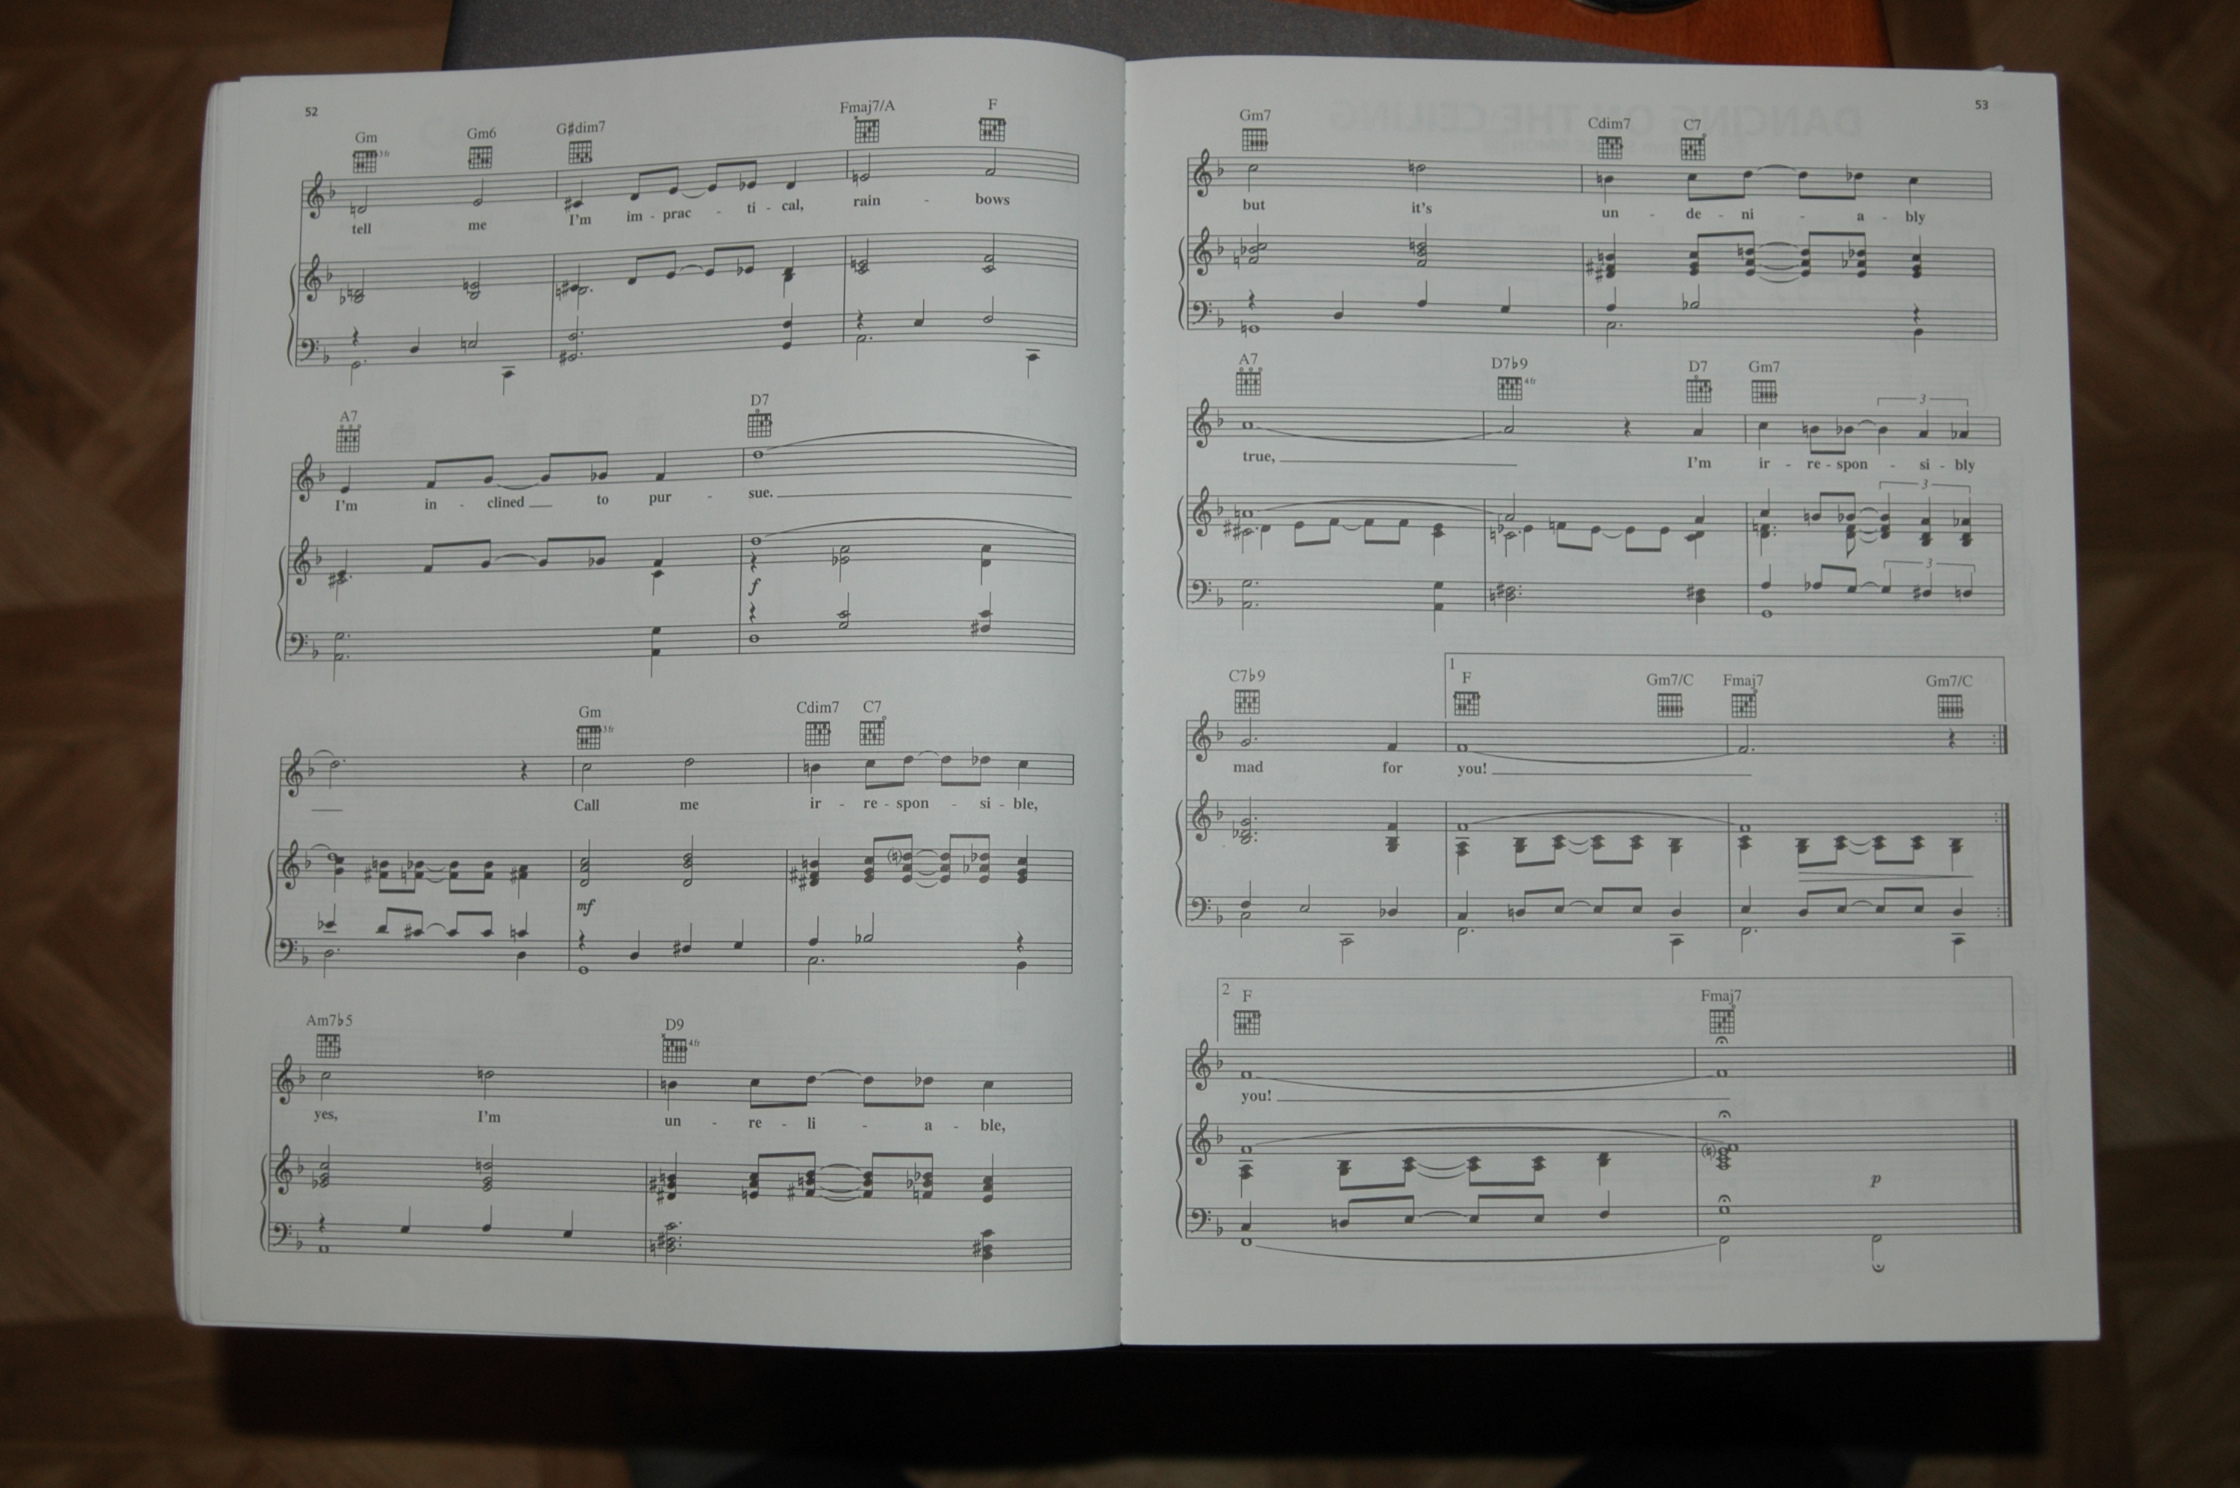 52
Gm Gm6 G♯dim7 Fmaj7/A F
3fr
tell me I'm im - prac - ti - cal, rain - bows
A7 D7
I'm in - clined to pur - sue.
f
Gm Cdim7 C7
3fr
Call me ir - re - spon - si - ble,
mf
Am7♭5 D9
4fr
yes, I'm un - re - li - a - ble,
53
Gm7 Cdim7 C7
but it's un - de - ni - a - bly
A7 D7♭9 D7 Gm7
4fr
3
true, I'm ir - re - spon - si - bly
3
3
C7♭9 1 F Gm7/C Fmaj7 Gm7/C
mad for you!
2 F Fmaj7
you!
p